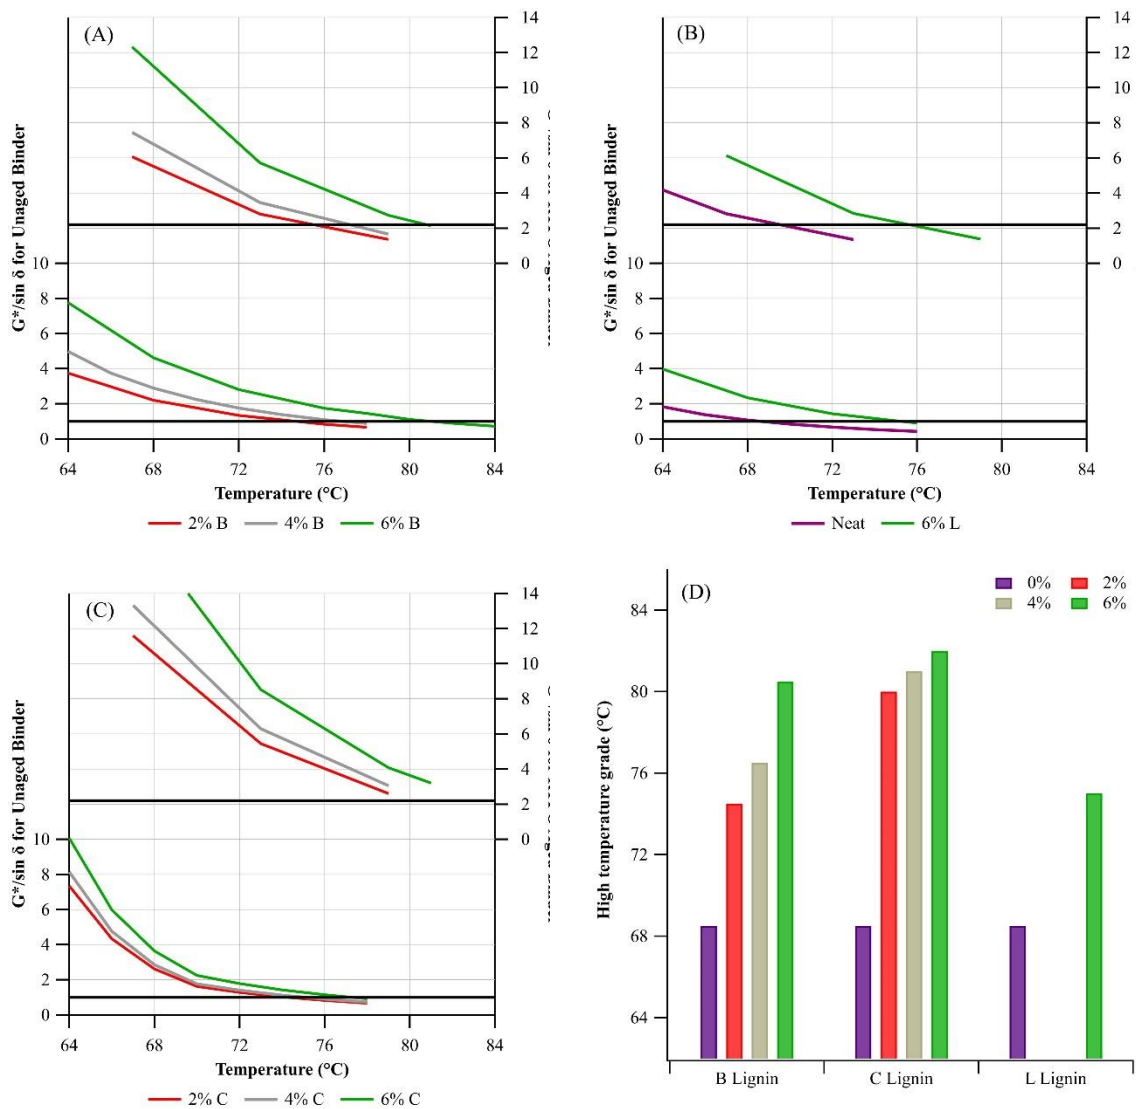 (A)
14
12
10
8
6
4
2
0
G*/sin δ for Unaged Binder
10
8
6
4
2
0
64 68 72 76 80 84
Temperature (°C)
2% B 4% B 6% B
(B)
14
12
10
8
6
4
2
0
G*/sin δ for Unaged Binder
10
8
6
4
2
0
64 68 72 76 80 84
Temperature (°C)
Neat 6% L
(C)
14
12
10
8
6
4
2
0
G*/sin δ for Unaged Binder
10
8
6
4
2
0
64 68 72 76 80 84
Temperature (°C)
2% C 4% C 6% C
(D)
0% 2%
4% 6%
High temperature grade (°C)
84
80
76
72
68
64
B Lignin C Lignin L Lignin